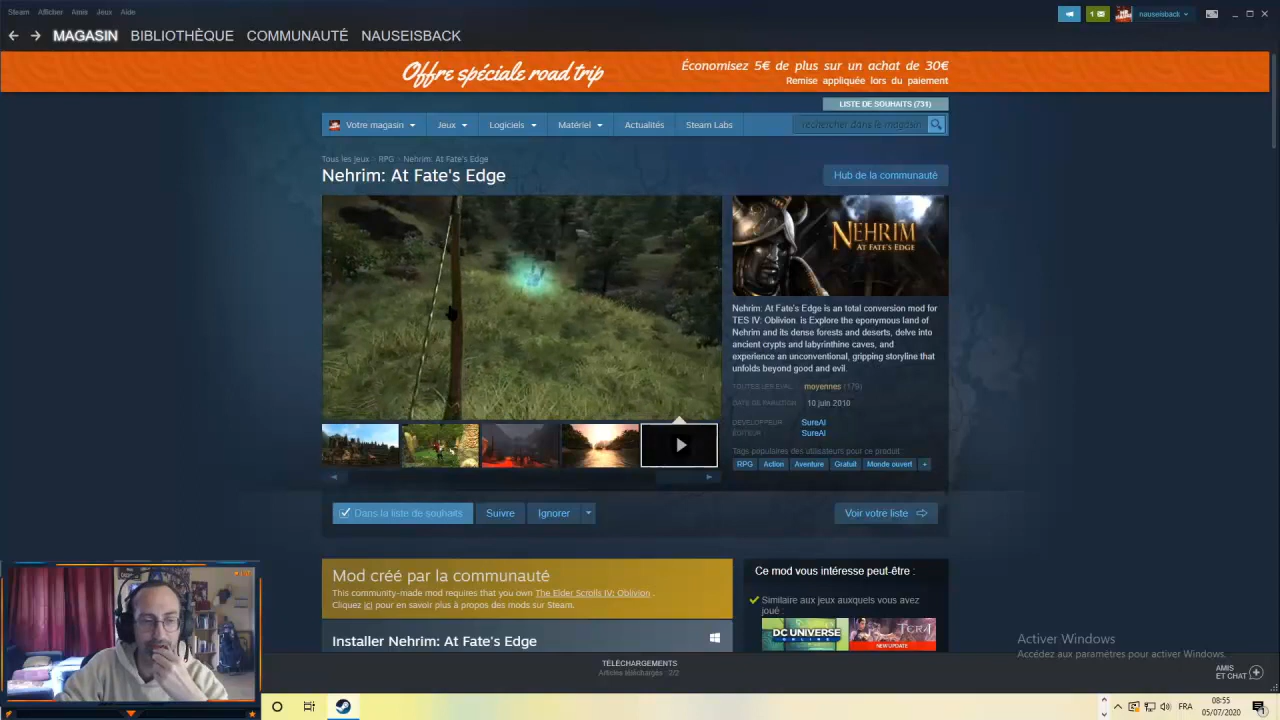 Steam Afficher Amis Jeux Aide
1
nauseisback
MAGASIN BIBLIOTHÈQUE COMMUNAUTÉ NAUSEISBACK
Offre spéciale road trip
Économisez 5€ de plus sur un achat de 30€
Remise appliquée lors du paiement
LISTE DE SOUHAITS (731)
Votre magasin Jeux Logiciels Matériel Actualités Steam Labs rechercher dans le magasin
Tous les jeux > RPG > Nehrim: At Fate's Edge
Nehrim: At Fate's Edge
Hub de la communauté
NEHRIM
AT FATE'S EDGE
Nehrim: At Fate's Edge is an total conversion mod for
TES IV: Oblivion. is Explore the eponymous land of
Nehrim and its dense forests and deserts, delve into
ancient crypts and labyrinthine caves, and
experience an unconventional, gripping storyline that
unfolds beyond good and evil.
TOUTES LES ÉVAL. moyennes (179)
DATE DE PARUTION 10 juin 2010
DÉVELOPPEUR SureAI
ÉDITEUR SureAI
Tags populaires des utilisateurs pour ce produit
RPG Action Aventure Gratuit Monde ouvert +
Dans la liste de souhaits Suivre Ignorer
Voir votre liste
Mod créé par la communauté
This community-made mod requires that you own The Elder Scrolls IV: Oblivion .
Cliquez ici pour en savoir plus à propos des mods sur Steam.
Ce mod vous intéresse peut-être :
Similaire aux jeux auxquels vous avez
joué :
DC UNIVERSE
ONLINE
TERA
NEW UPDATE
Installer Nehrim: At Fate's Edge
Activer Windows
Accédez aux paramètres pour activer Windows.
TÉLÉCHARGEMENTS
Articles téléchargés : 2/2
AMIS
ET CHAT
FRA
08:55
05/07/2020
1